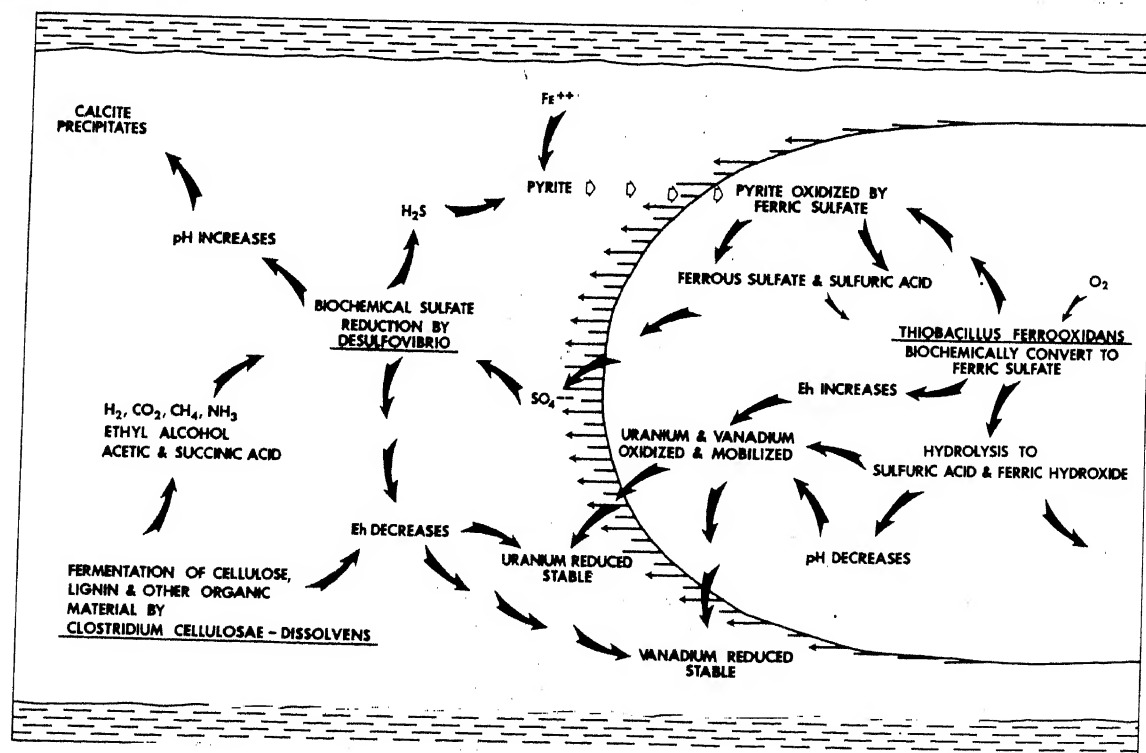 CALCITE
PRECIPITATES
Fe++
PYRITE
H₂S
pH INCREASES
BIOCHEMICAL SULFATE
REDUCTION BY
DESULFOVIBRIO
H₂, CO₂, CH₄, NH₃
ETHYL ALCOHOL
ACETIC & SUCCINIC ACID
FERMENTATION OF CELLULOSE,
LIGNIN & OTHER ORGANIC
MATERIAL BY
CLOSTRIDIUM CELLULOSAE - DISSOLVENS
Eh DECREASES
SO₄--
URANIUM REDUCED
STABLE
VANADIUM REDUCED
STABLE
PYRITE OXIDIZED BY
FERRIC SULFATE
FERROUS SULFATE & SULFURIC ACID
O₂
THIOBACILLUS FERROOXIDANS
BIOCHEMICALLY CONVERT TO
FERRIC SULFATE
Eh INCREASES
URANIUM & VANADIUM
OXIDIZED & MOBILIZED
HYDROLYSIS TO
SULFURIC ACID & FERRIC HYDROXIDE
pH DECREASES